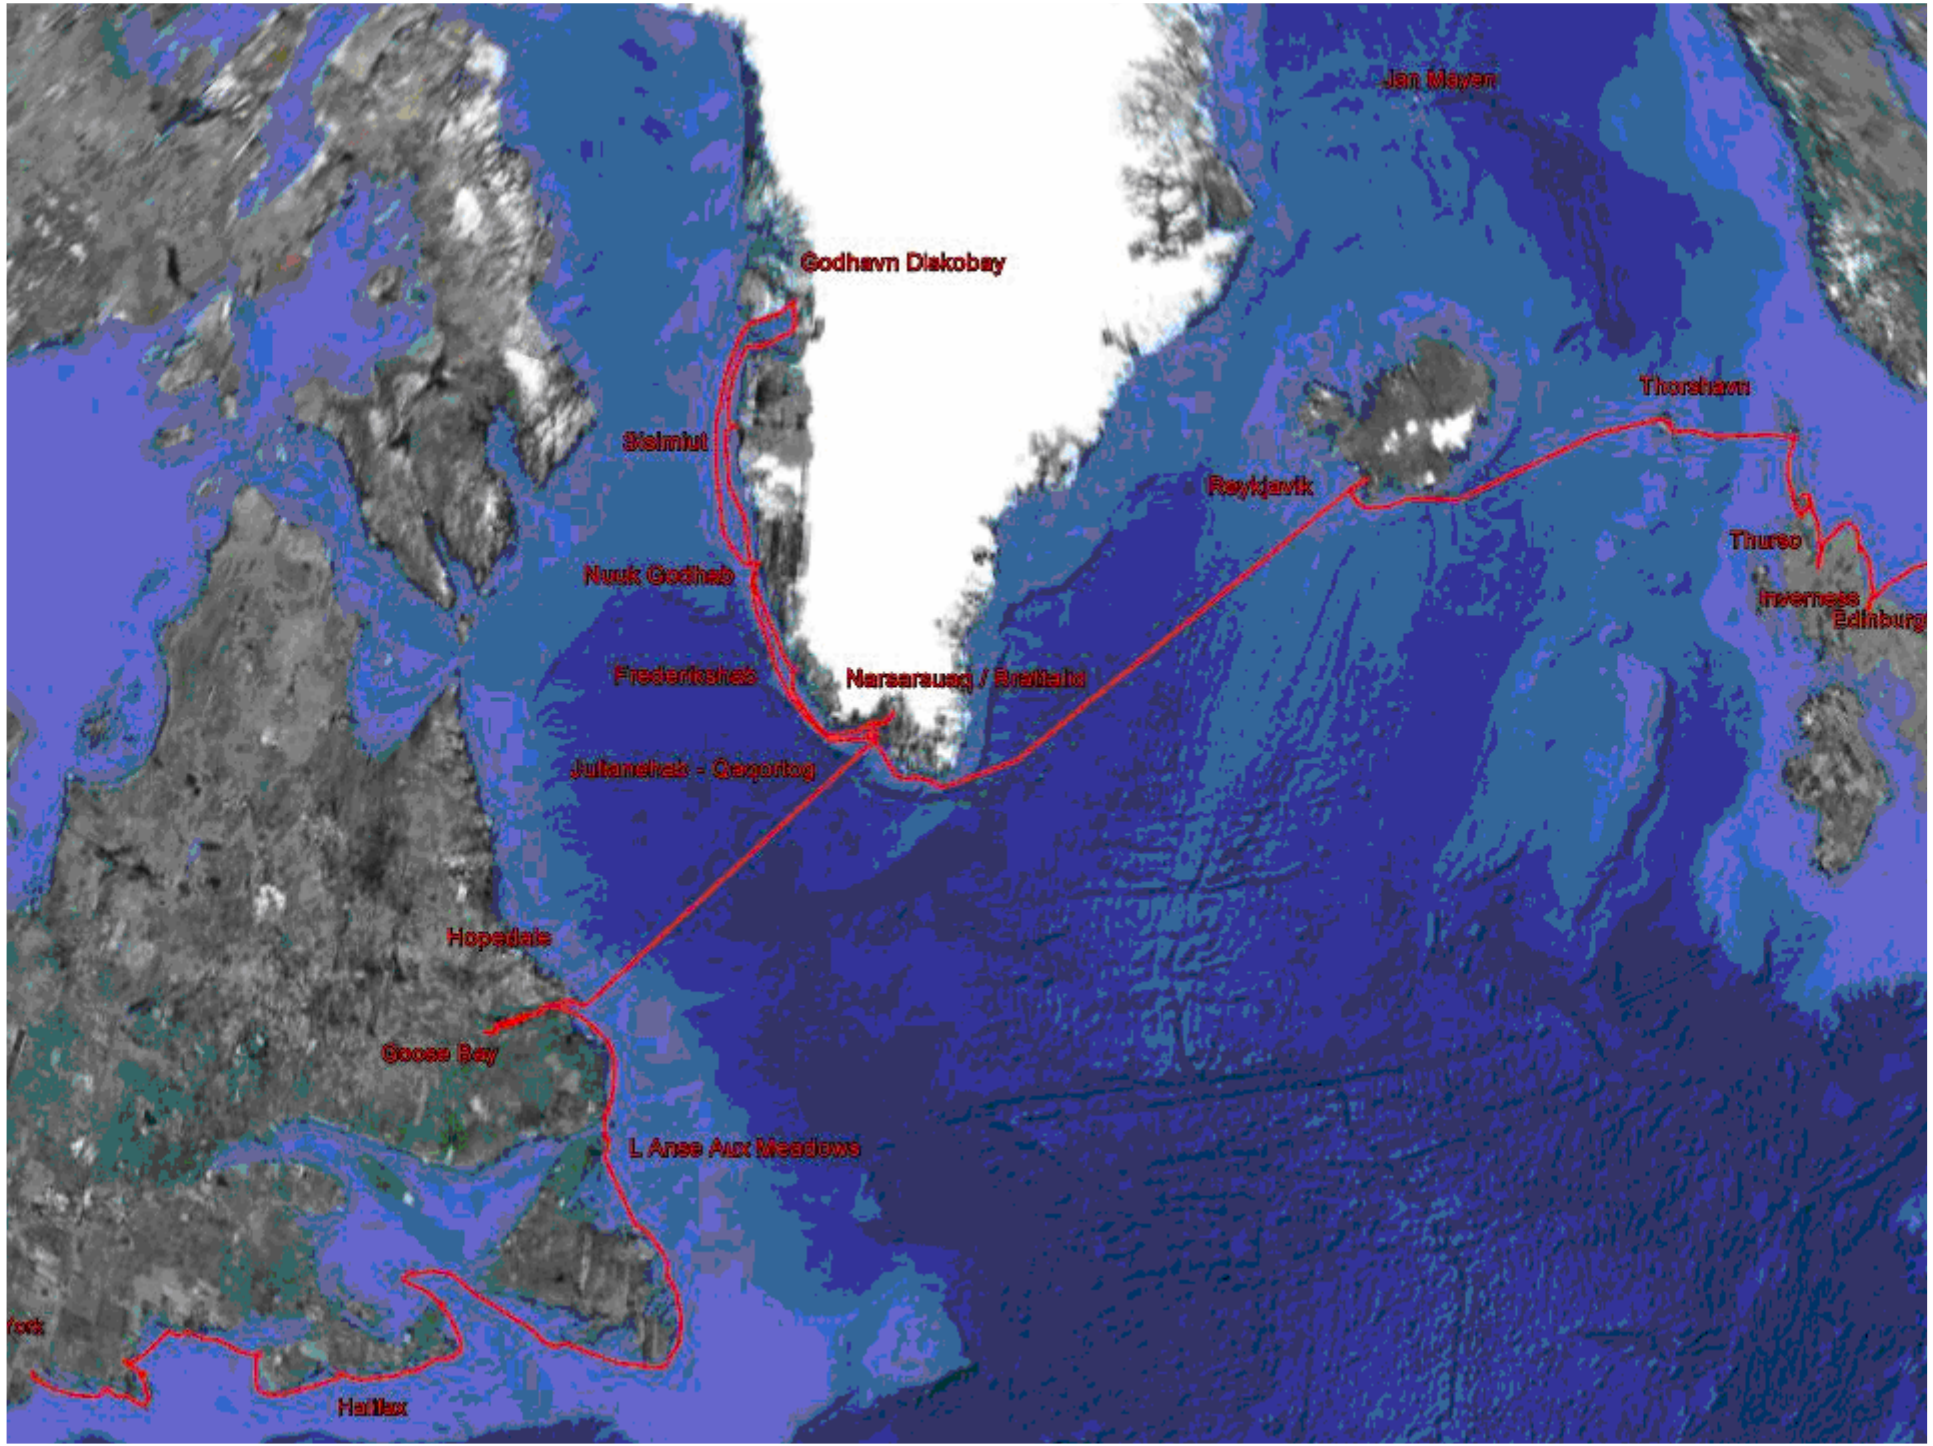 Jan Mayen
Godhavn Diskobay
Thorshavn
Sisimiut
Reykjavik
Thurso
Nuuk Godhab
Inverness
Edinburg
Frederikshab
Narsarsuaq / Brattalid
Julianehab - Qaqortoq
Hopedale
Goose Bay
L Anse Aux Meadows
York
Halifax